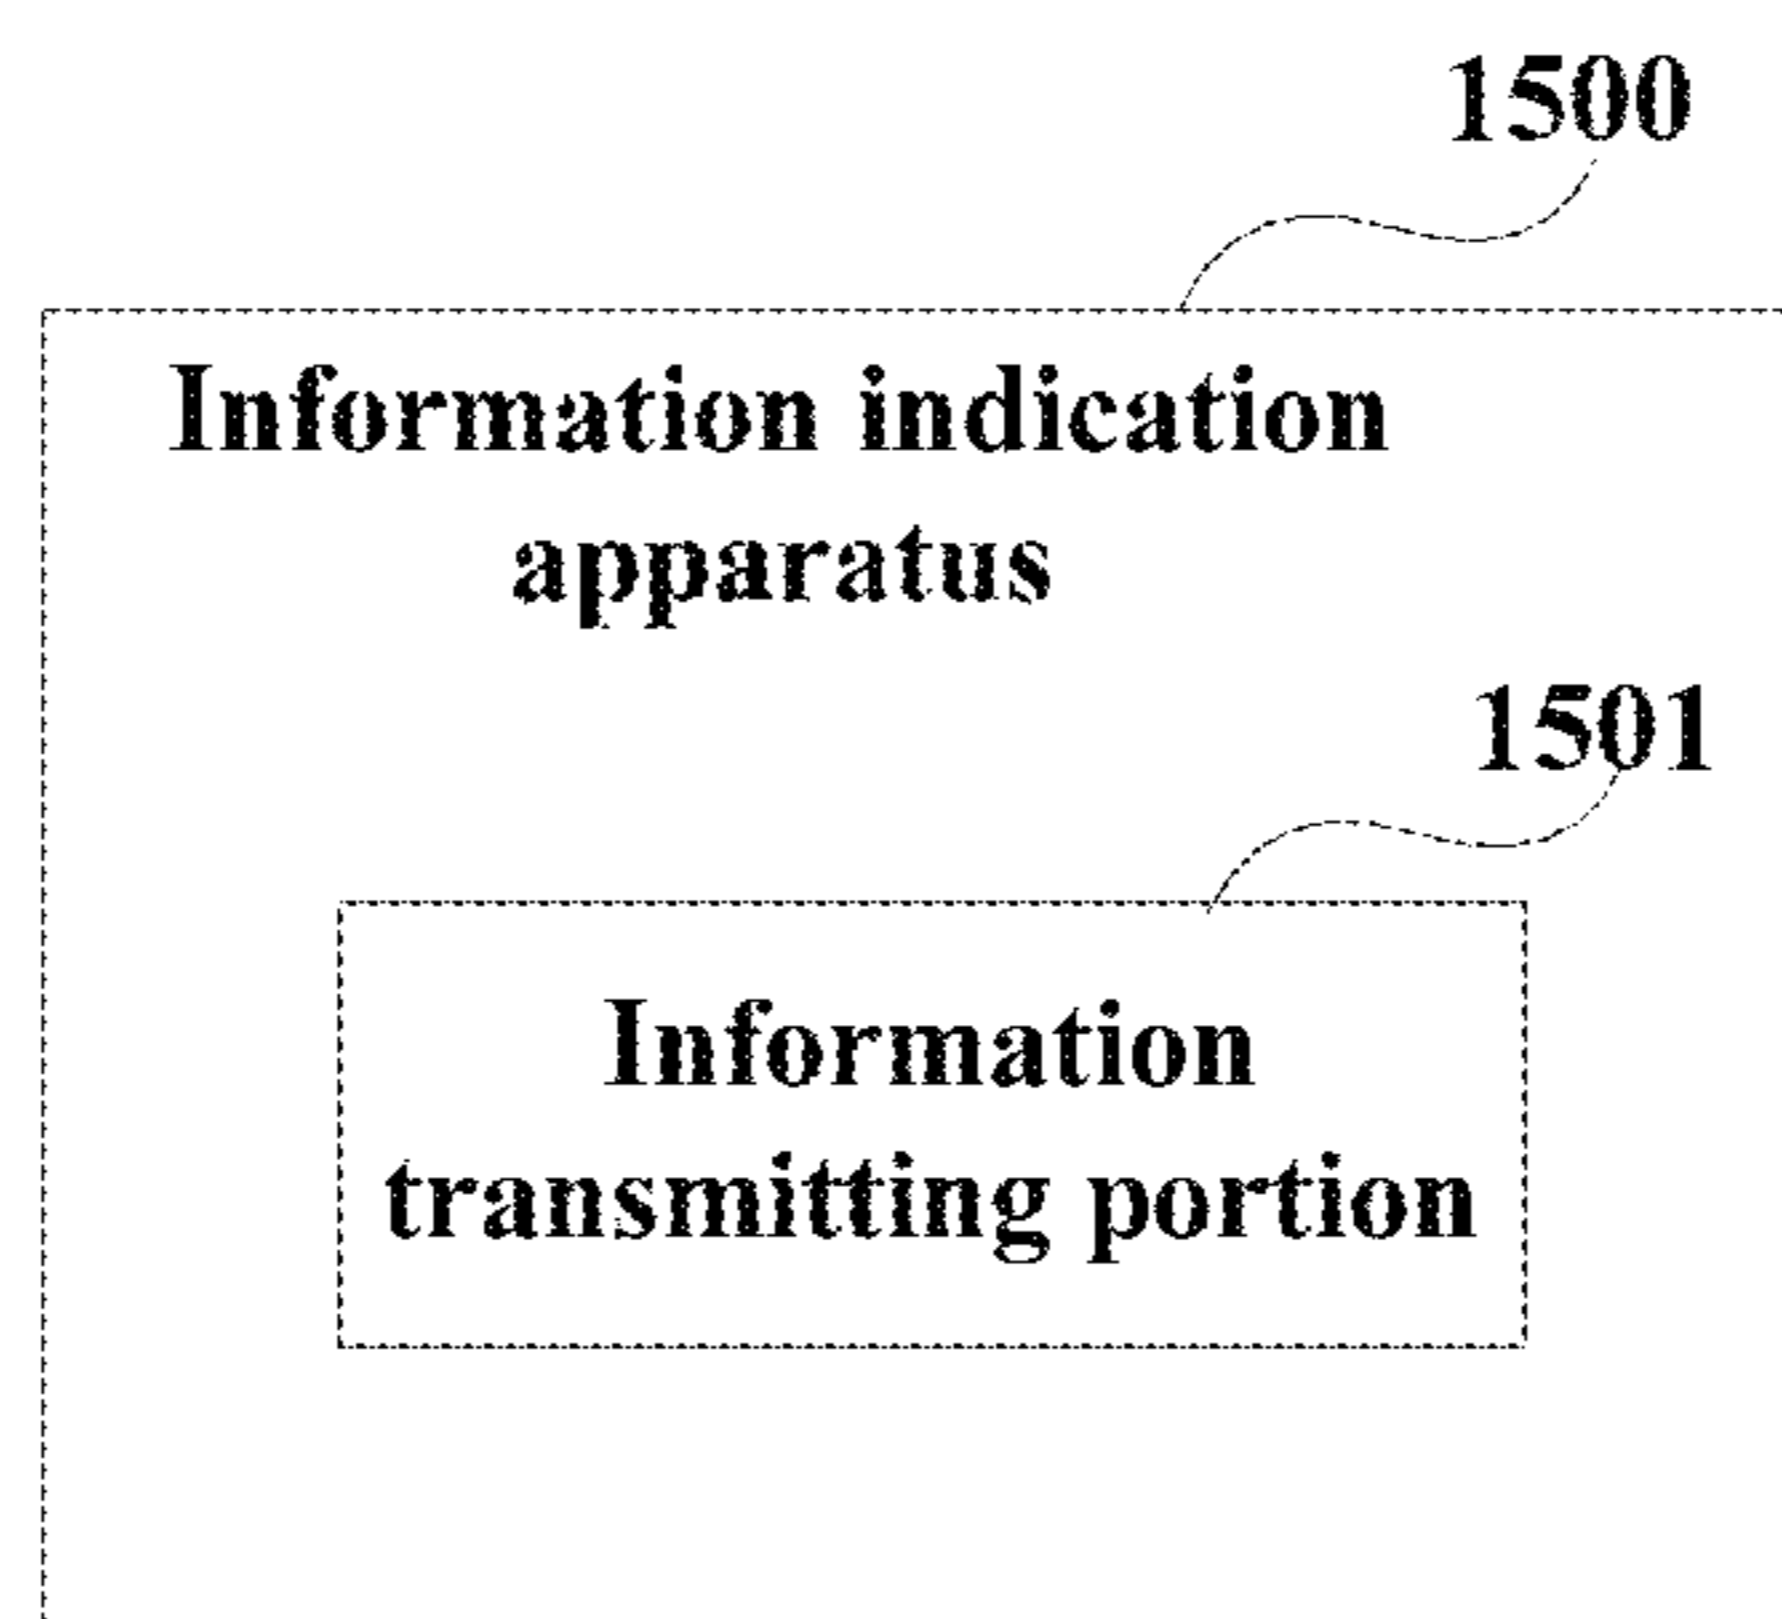 1500
Information indication
apparatus
1501
Information
transmitting portion